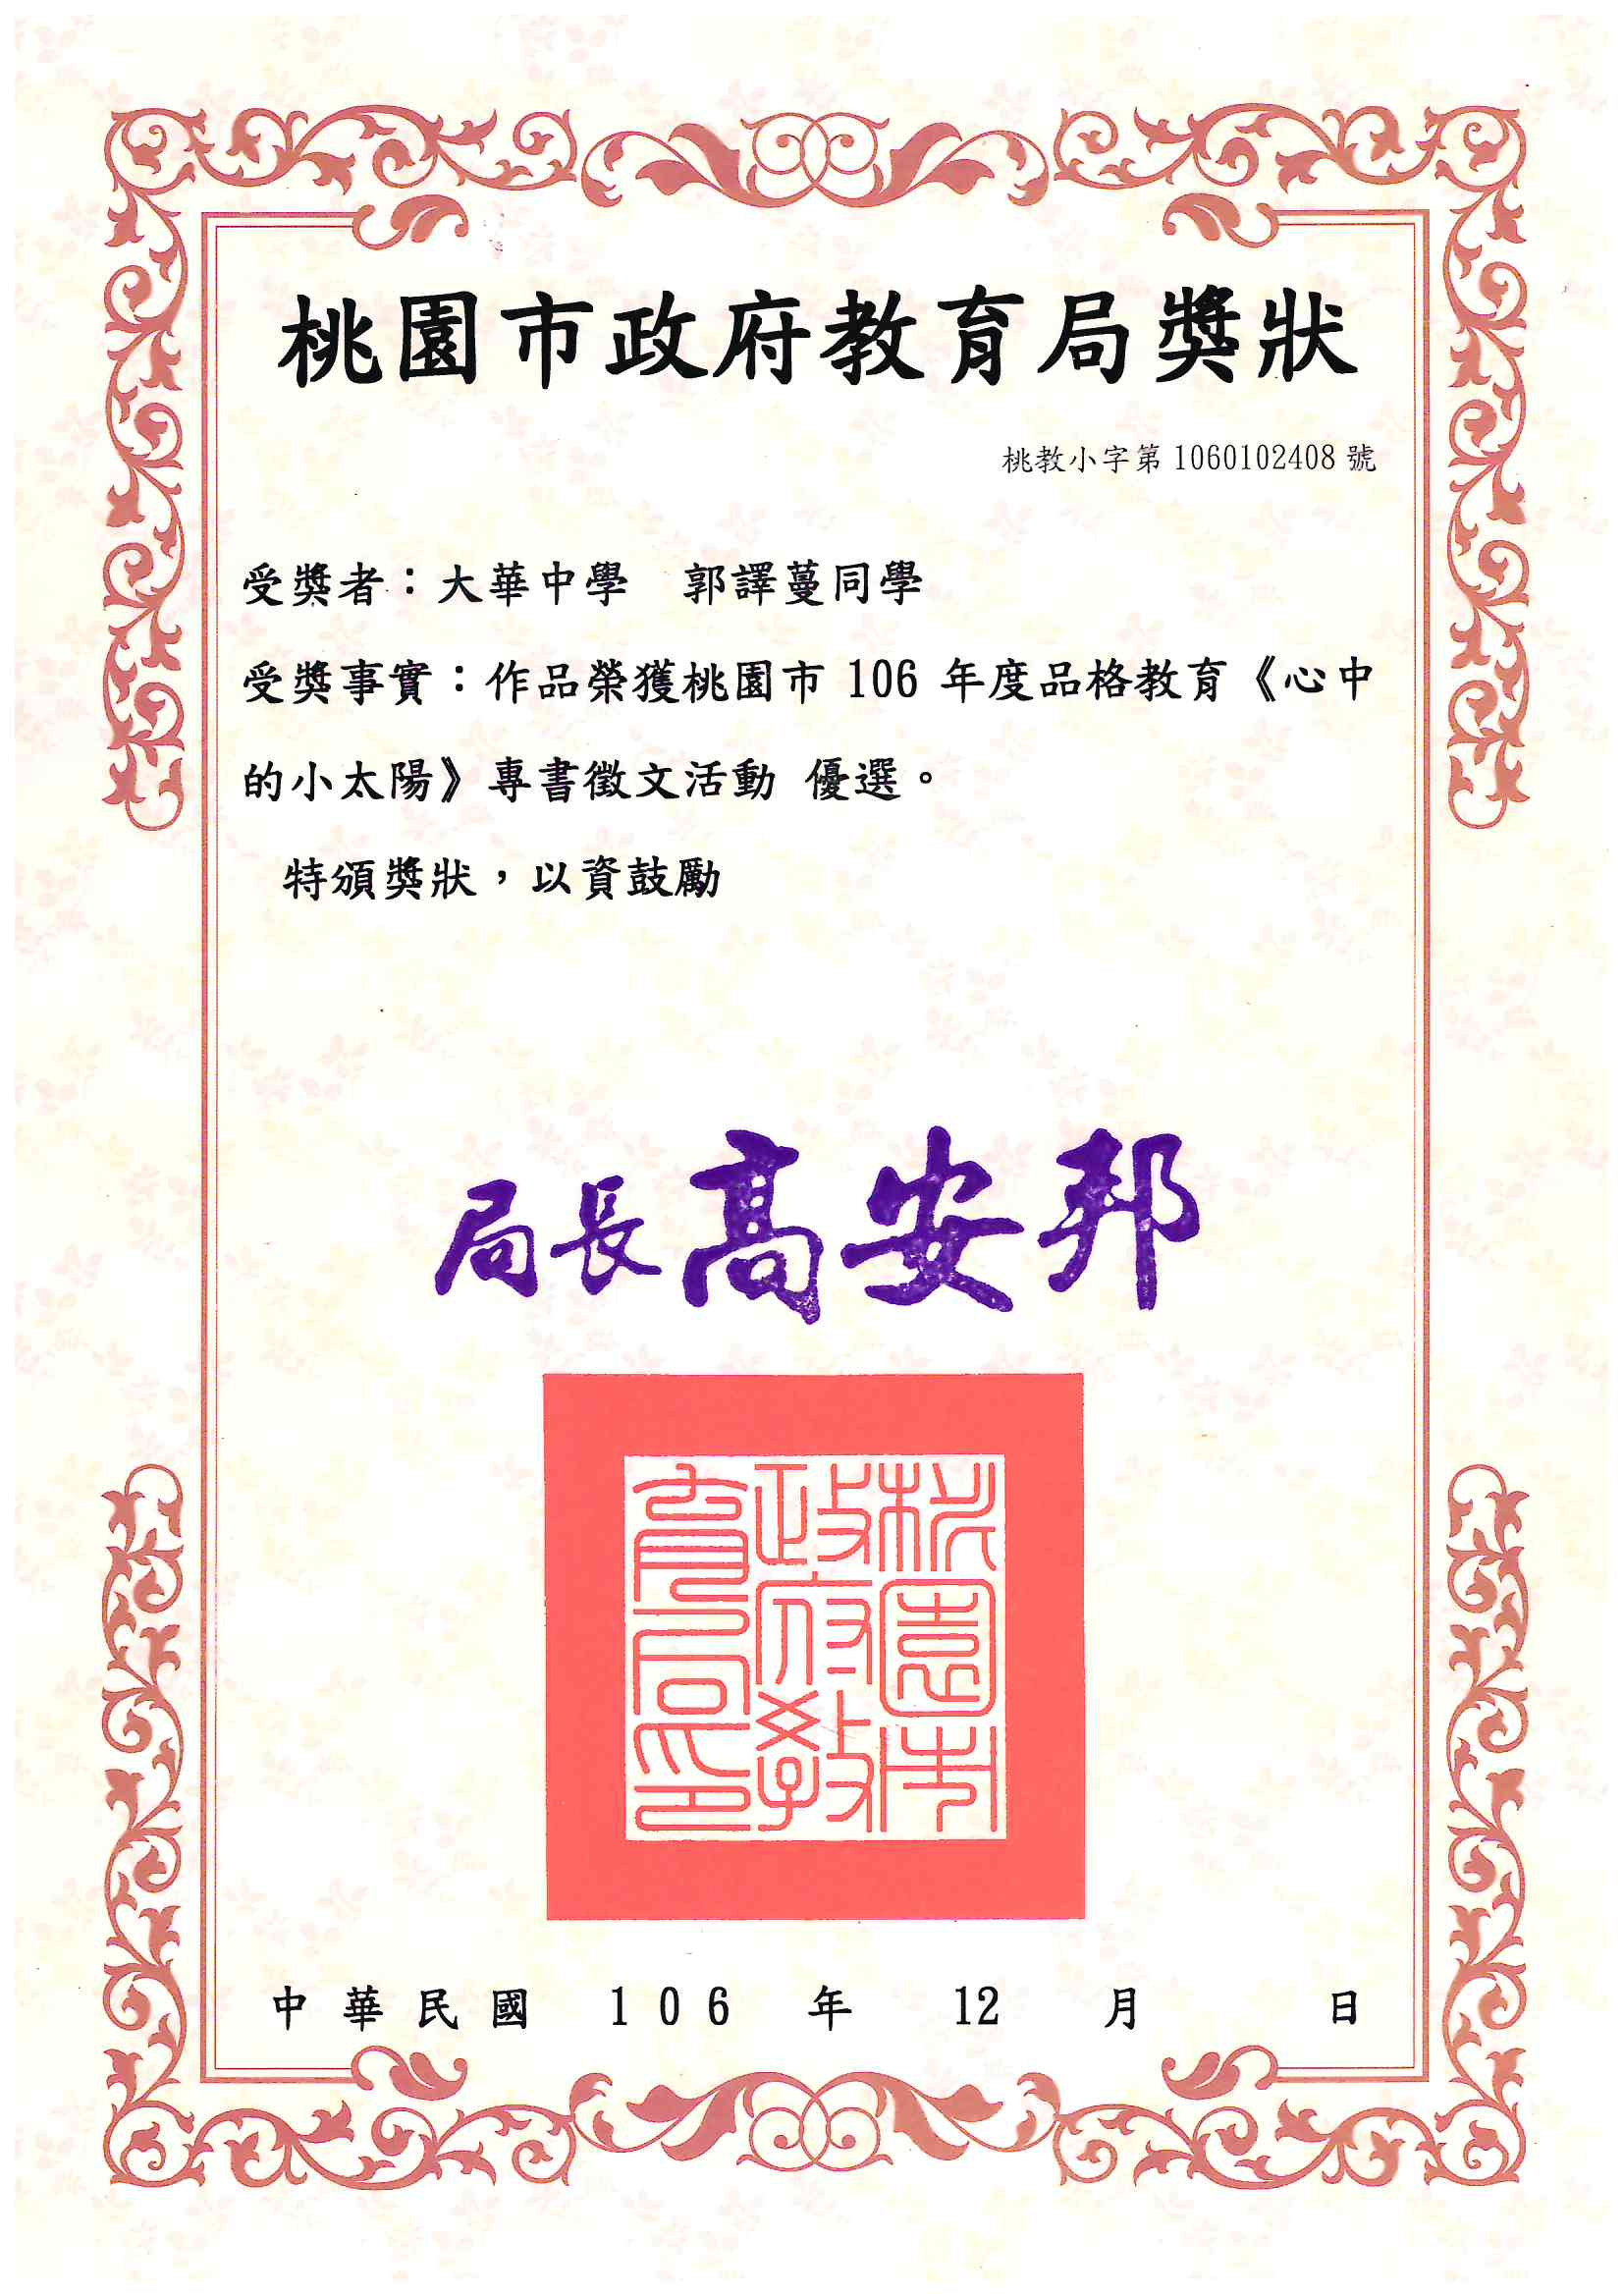 桃園市政府教育局獎狀
桃教小字第1060102408號
受獎者：大華中學　郭譯蔓同學
受獎事實：作品榮獲桃園市 106 年度品格教育《心中
的小太陽》專書徵文活動 優選。
特頒獎狀，以資鼓勵
局長高安邦
桃園市
政府教
育局印
中華民國 106 年 12 月 日